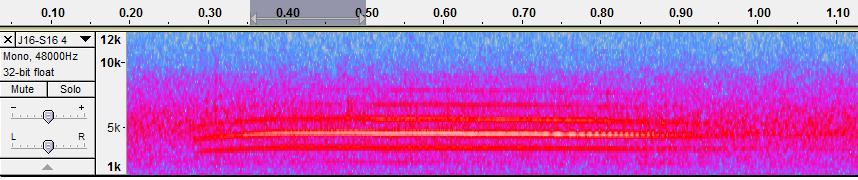 0.10 0.20 0.30 0.40 0.50 0.60 0.70 0.80 0.90 1.00 1.10
J16-S16 4
Mono, 48000Hz
32-bit float
Mute Solo
- +
L R
12k
10k-
5k-
1k